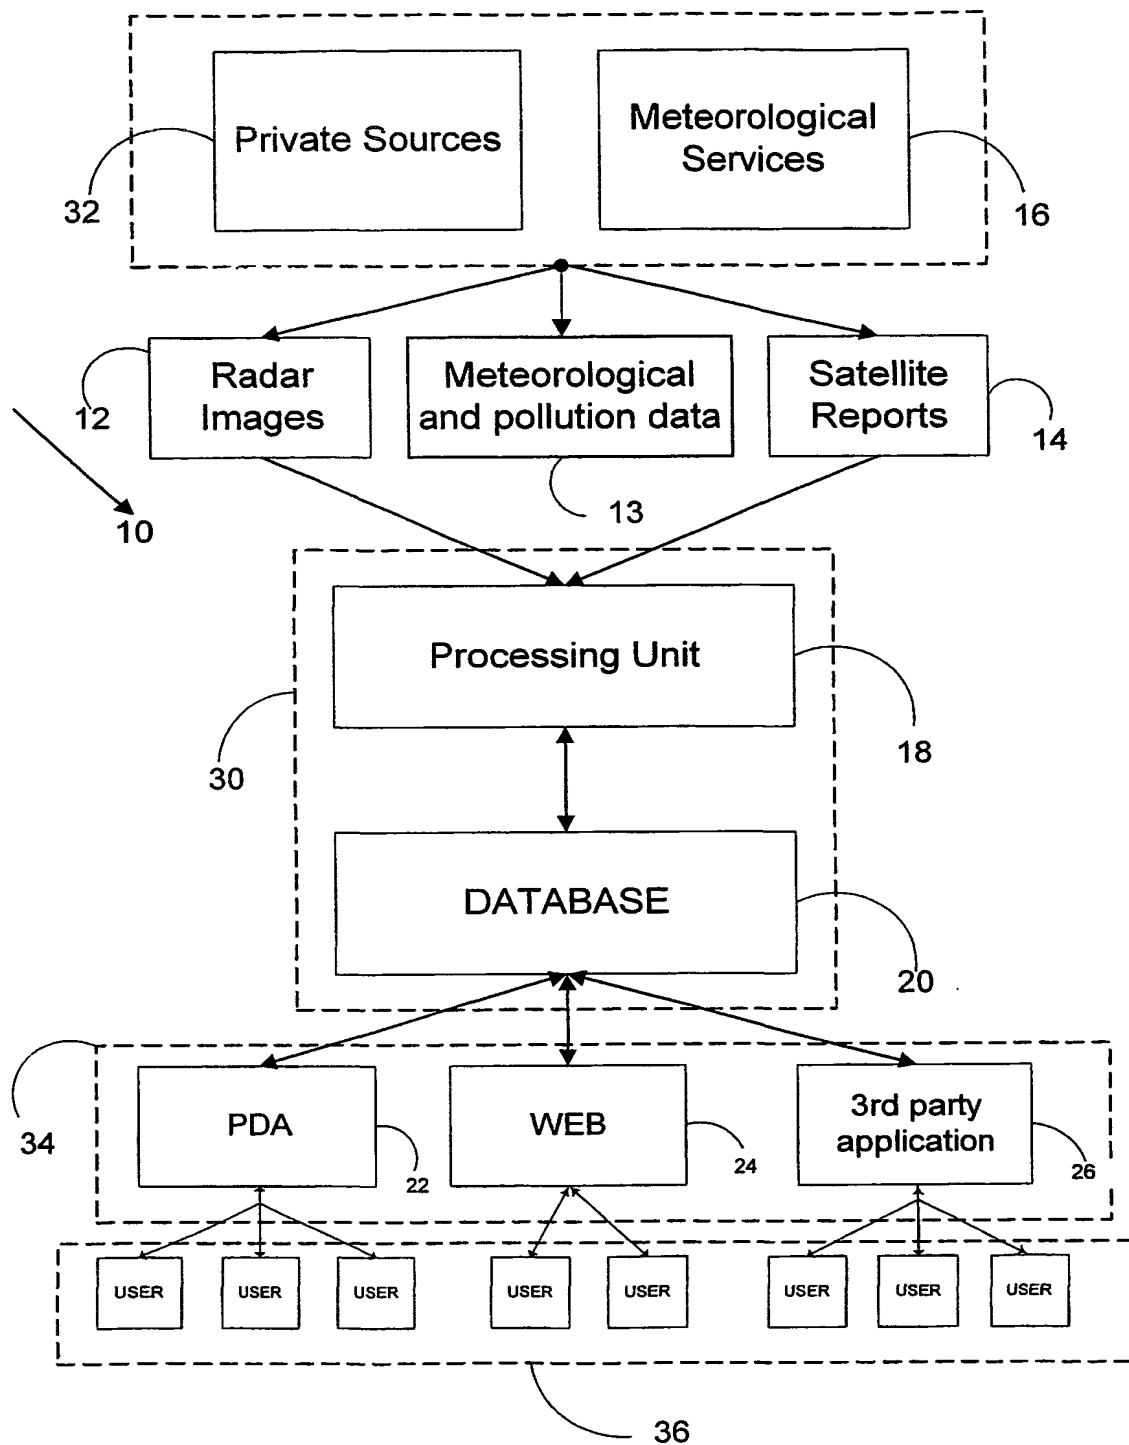 Private Sources
Meteorological
Services
32
16
Radar
Images
Meteorological
and pollution data
Satellite
Reports
12
14
13
10
Processing Unit
30
18
DATABASE
20
34
PDA
22
WEB
24
3rd party
application
26
USER
USER
USER
USER
USER
USER
USER
USER
36